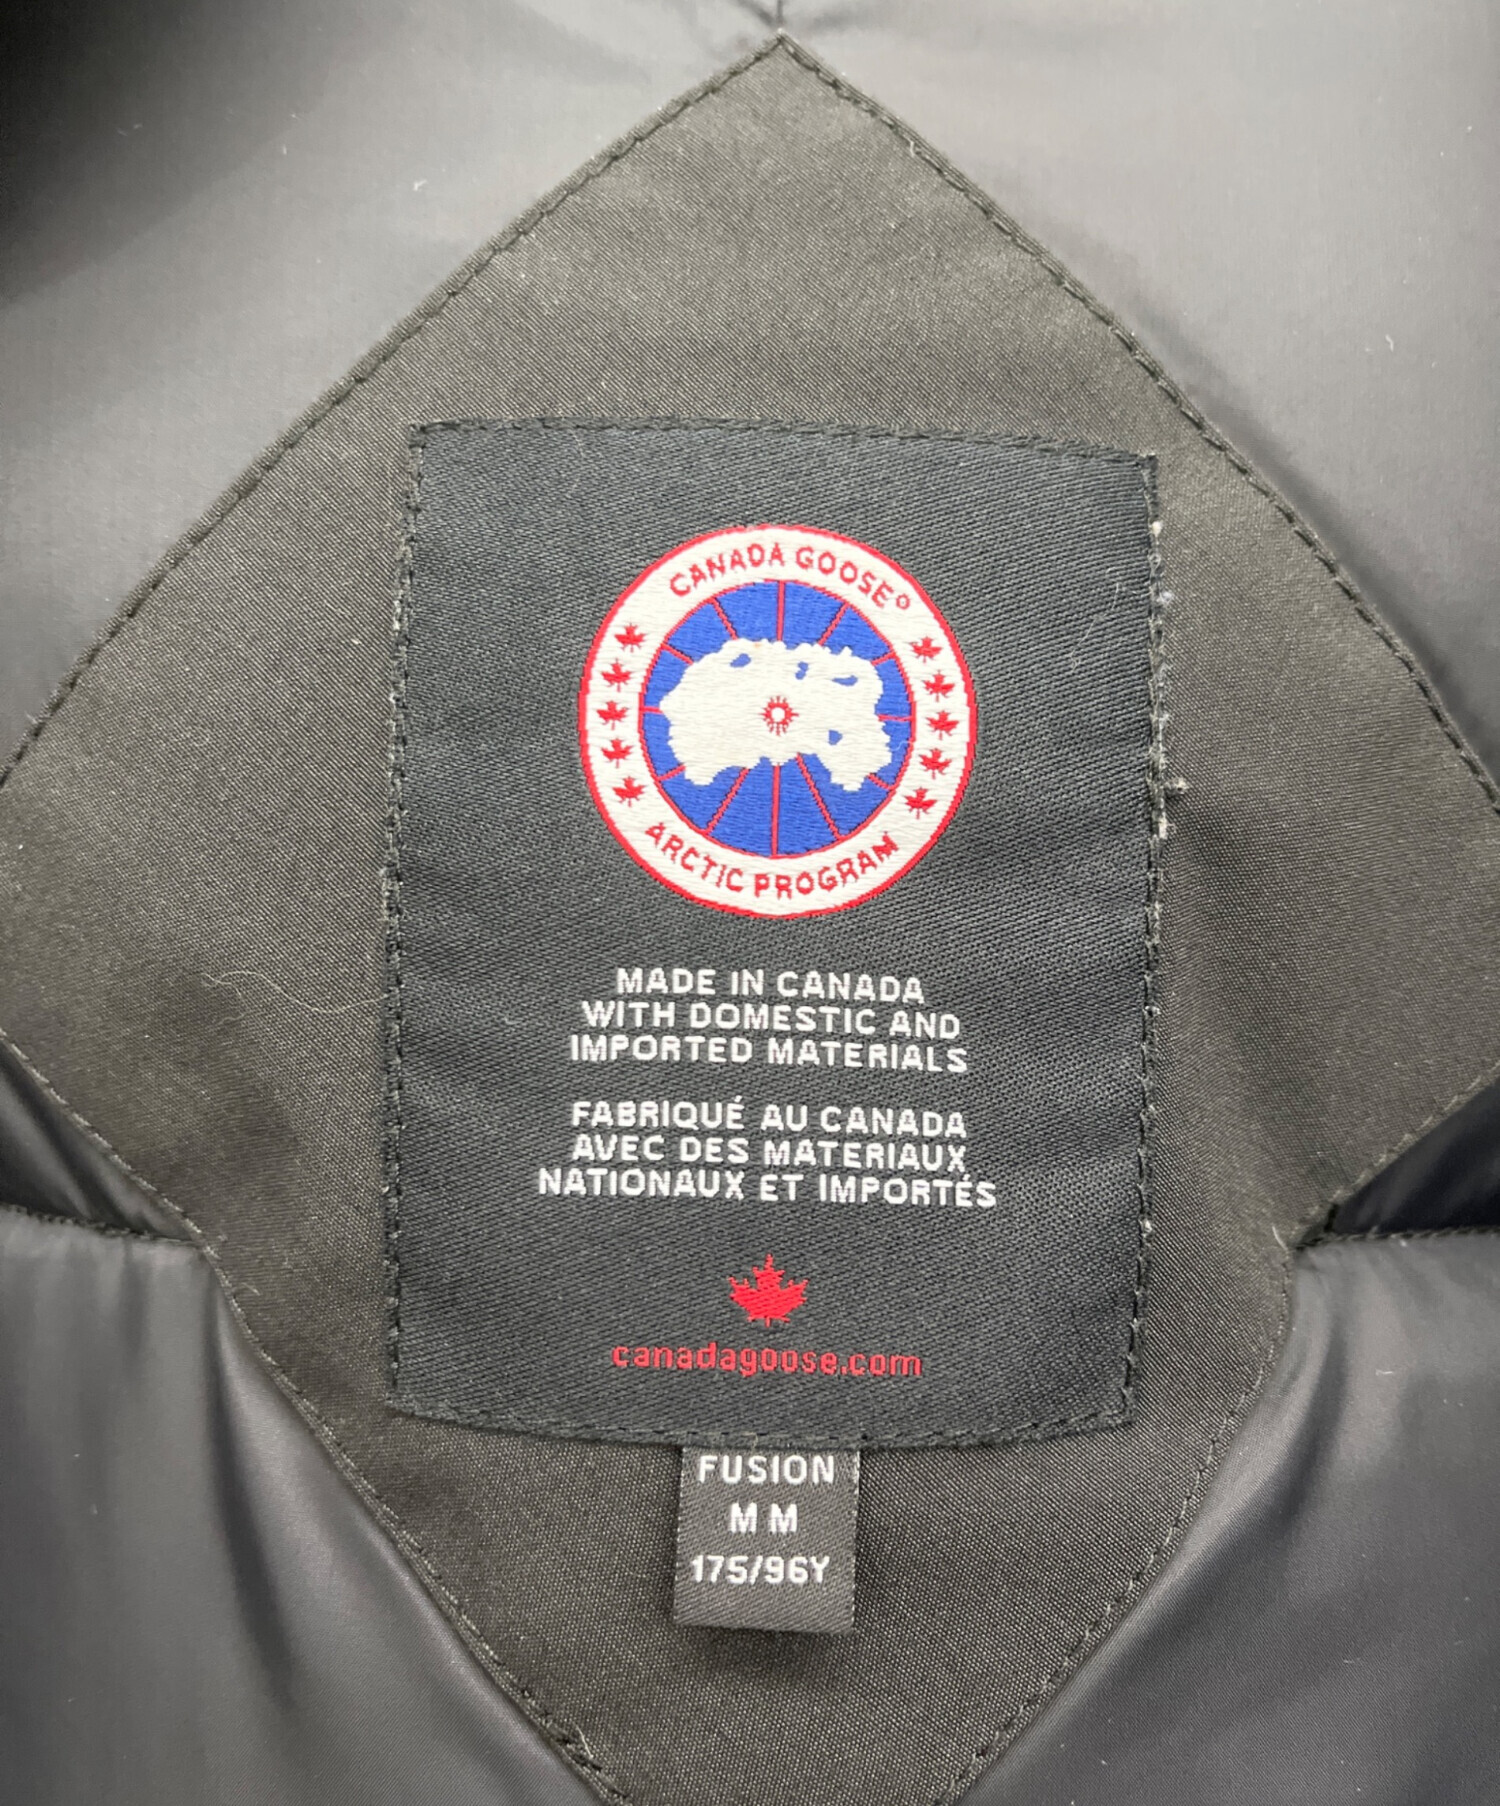 CANADA GOOSE®
ARCTIC PROGRAM
MADE IN CANADA
WITH DOMESTIC AND
IMPORTED MATERIALS
FABRIQUÉ AU CANADA
AVEC DES MATERIAUX
NATIONAUX ET IMPORTÉS
canadagoose.com
FUSION
M M
175/96Y